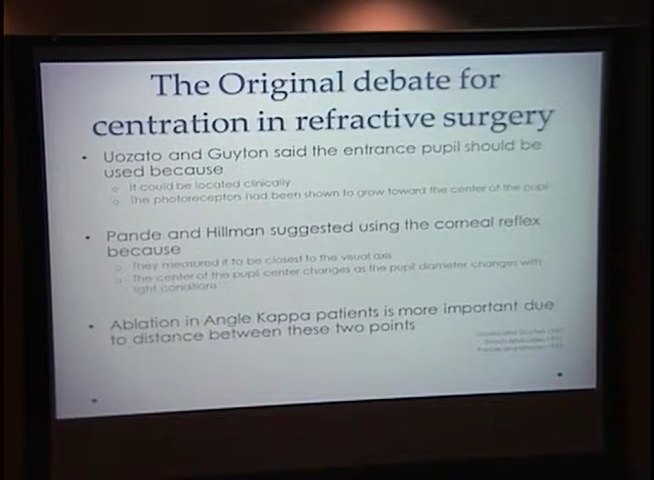 The Original debate for
centration in refractive surgery
• Uozato and Guyton said the entrance pupil should be
used because
o It could be located clinically
o The photoreceptors had been shown to grow toward the center of the pupil
• Pande and Hillman suggested using the corneal reflex
because
o They measured it to be closest to the visual axis
o The center of the pupil center changes as the pupil diameter changes with
light conditions
• Ablation in Angle Kappa patients is more important due
to distance between these two points